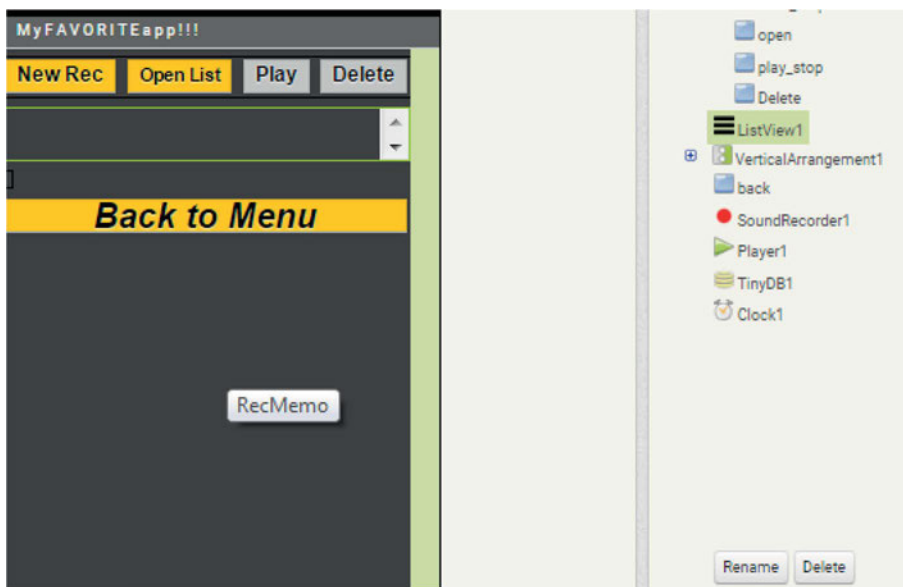 MyFAVORITEapp!!!
New Rec Open List Play Delete
Back to Menu
RecMemo
open
play_stop
Delete
ListView1
VerticalArrangement1
back
SoundRecorder1
Player1
TinyDB1
Clock1
Rename Delete